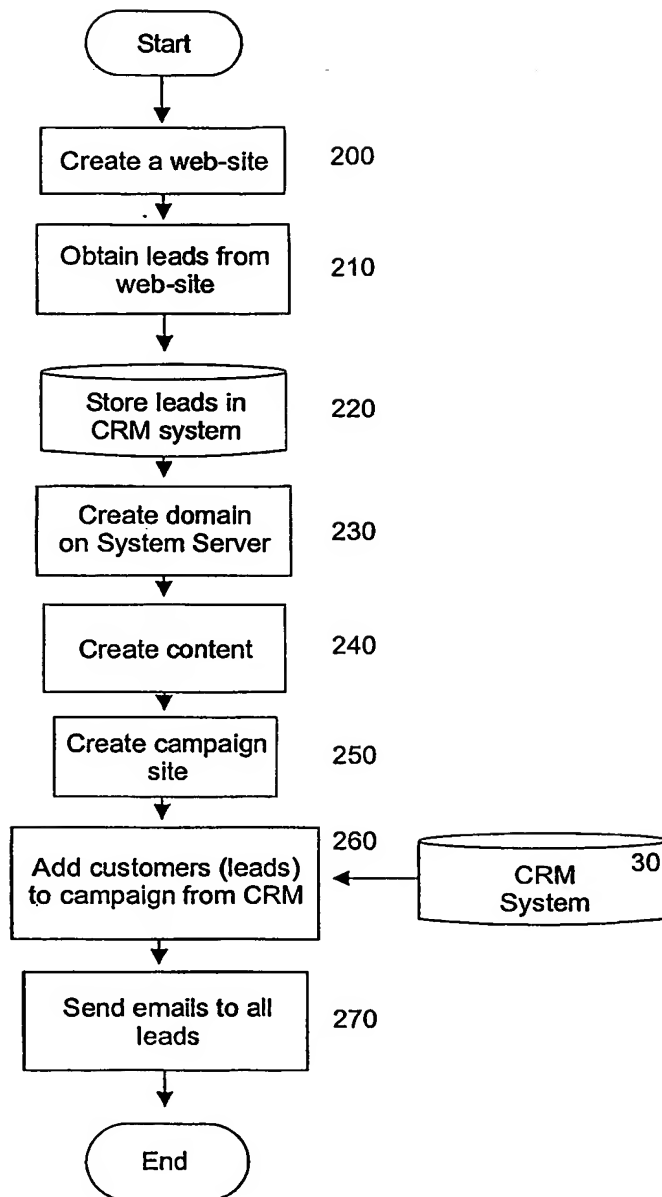 Start
Create a web-site
200
Obtain leads from
web-site
210
Store leads in
CRM system
220
Create domain
on System Server
230
Create content
240
Create campaign
site
250
260
Add customers (leads)
to campaign from CRM
30
CRM
System
Send emails to all
leads
270
End